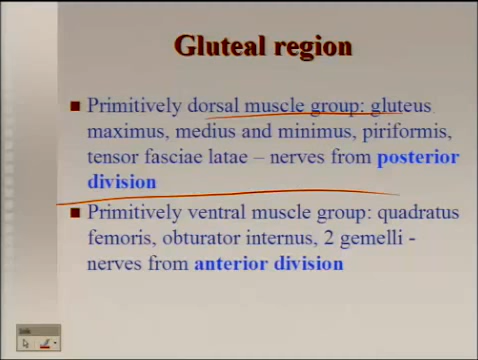 Gluteal region
Primitively dorsal muscle group: gluteus
maximus, medius and minimus, piriformis,
tensor fasciae latae – nerves from posterior
division
Primitively ventral muscle group: quadratus
femoris, obturator internus, 2 gemelli -
nerves from anterior division